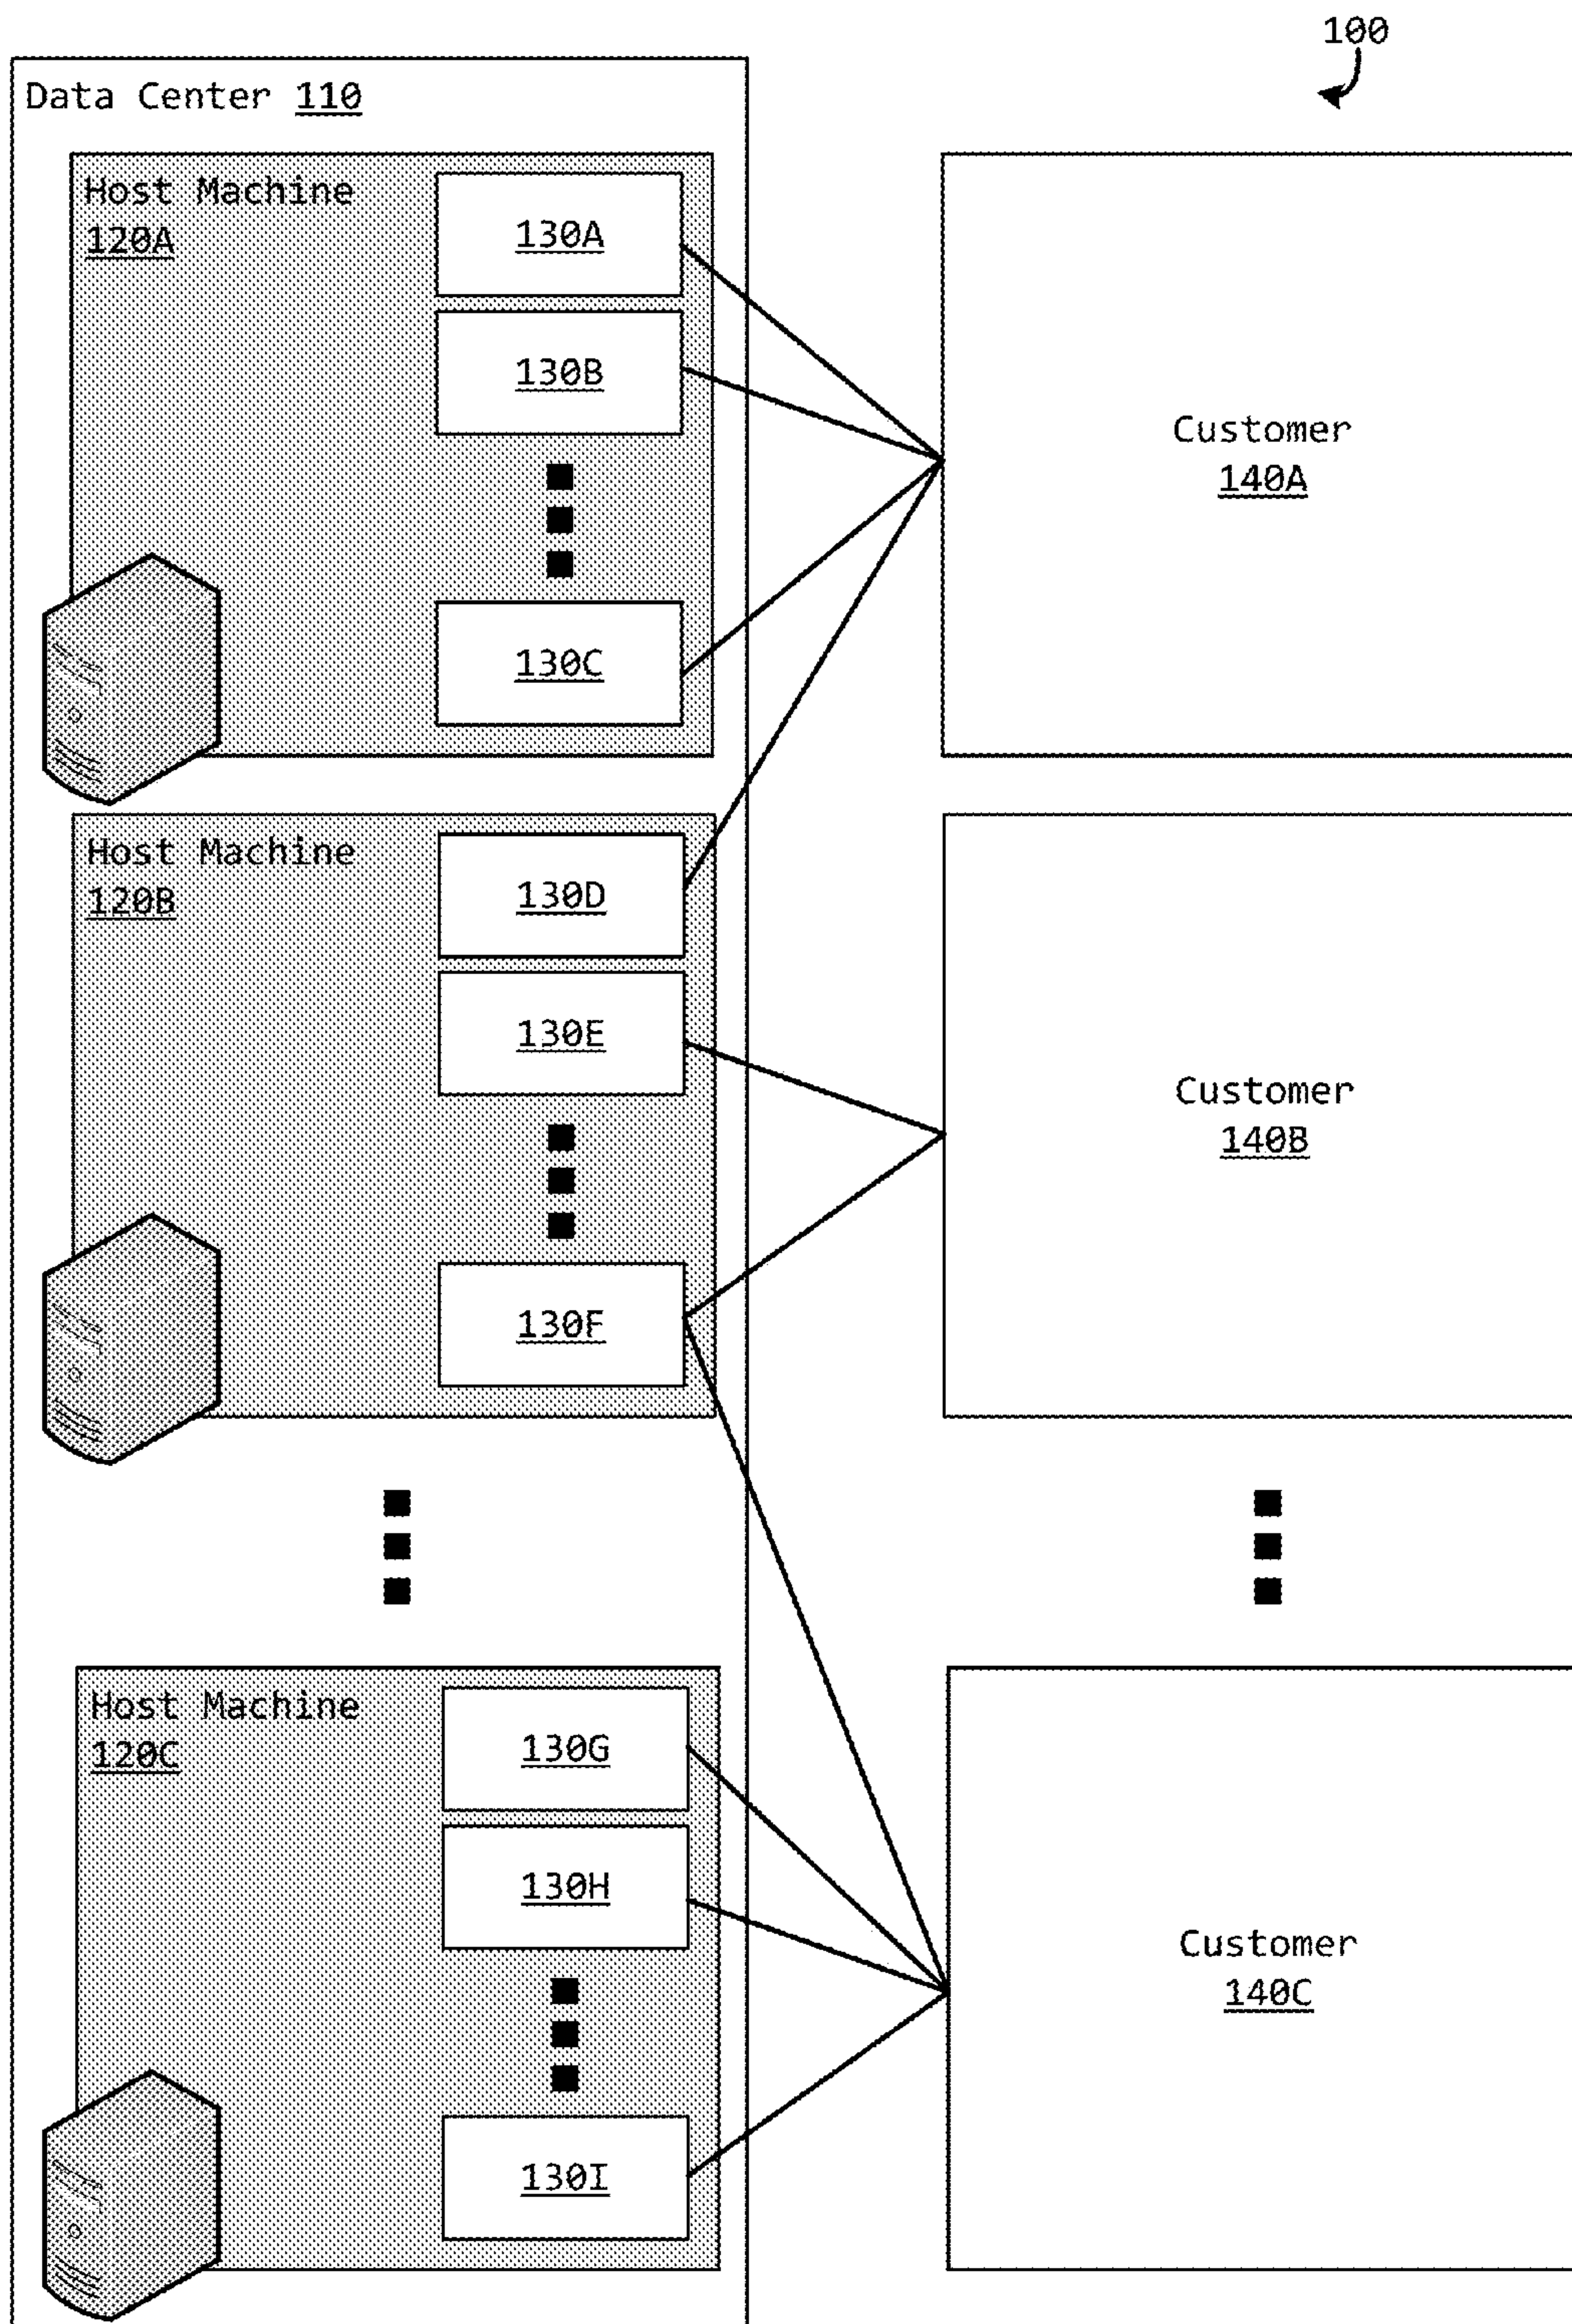 100
Data Center 110
Host Machine
120A
130A
130B
130C
Customer
140A
Host Machine
120B
130D
130E
130F
Customer
140B
Host Machine
120C
130G
130H
130I
Customer
140C